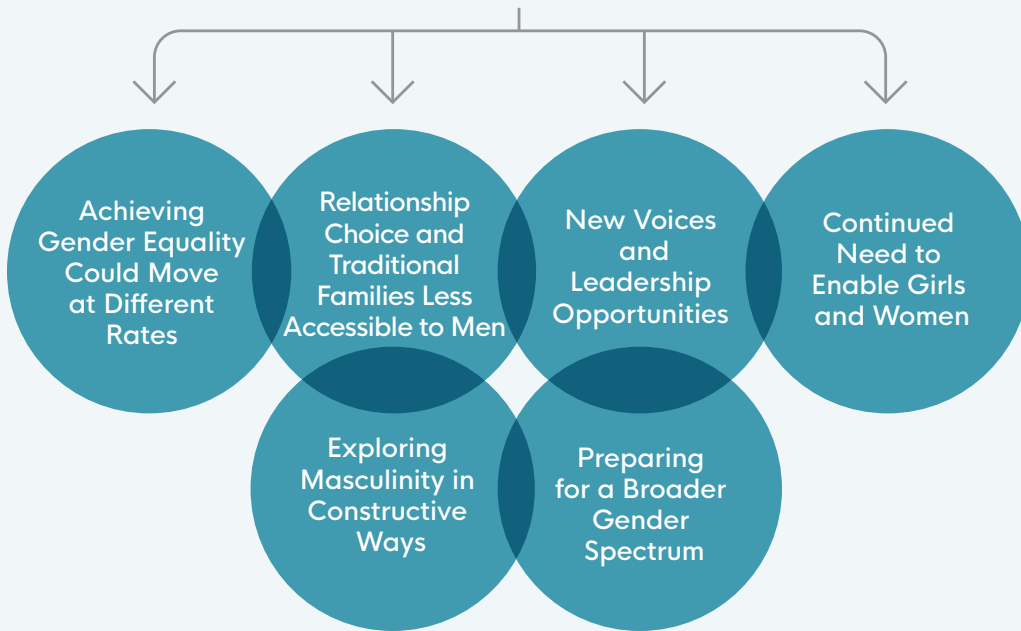 Achieving
Gender Equality
Could Move
at Different
Rates
Relationship
Choice and
Traditional
Families Less
Accessible to Men
New Voices
and
Leadership
Opportunities
Continued
Need to
Enable Girls
and Women
Exploring
Masculinity in
Constructive
Ways
Preparing
for a Broader
Gender
Spectrum